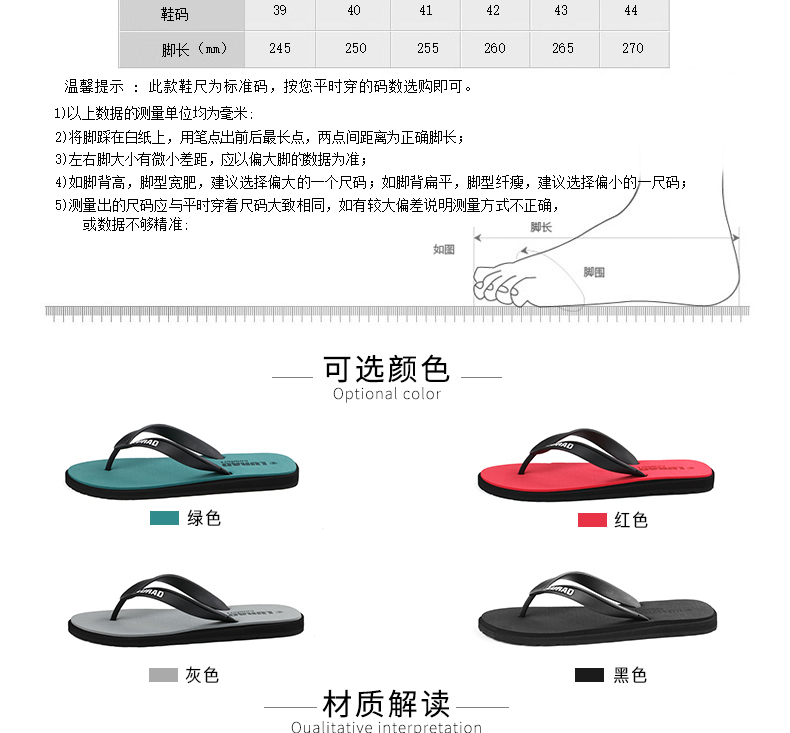 鞋码 39 40 41 42 43 44
脚长（mm） 245 250 255 260 265 270
温馨提示 ：此款鞋尺为标准码，按您平时穿的码数选购即可。
1)以上数据的测量单位均为毫米；
2)将脚踩在白纸上，用笔点出前后最长点，两点间距离为正确脚长；
3)左右脚大小有微小差距，应以偏大脚的数据为准；
4)如脚背高，脚型宽肥，建议选择偏大的一个尺码；如脚背扁平，脚型纤瘦，建议选择偏小的一尺码；
5)测量出的尺码应与平时穿着尺码大致相同，如有较大偏差说明测量方式不正确，
或数据不够精准；
脚长
如图
脚围
可选颜色
Optional color
LUHAD
LUHAD
绿色
红色
灰色
黑色
材质解读
Qualitative interpretation